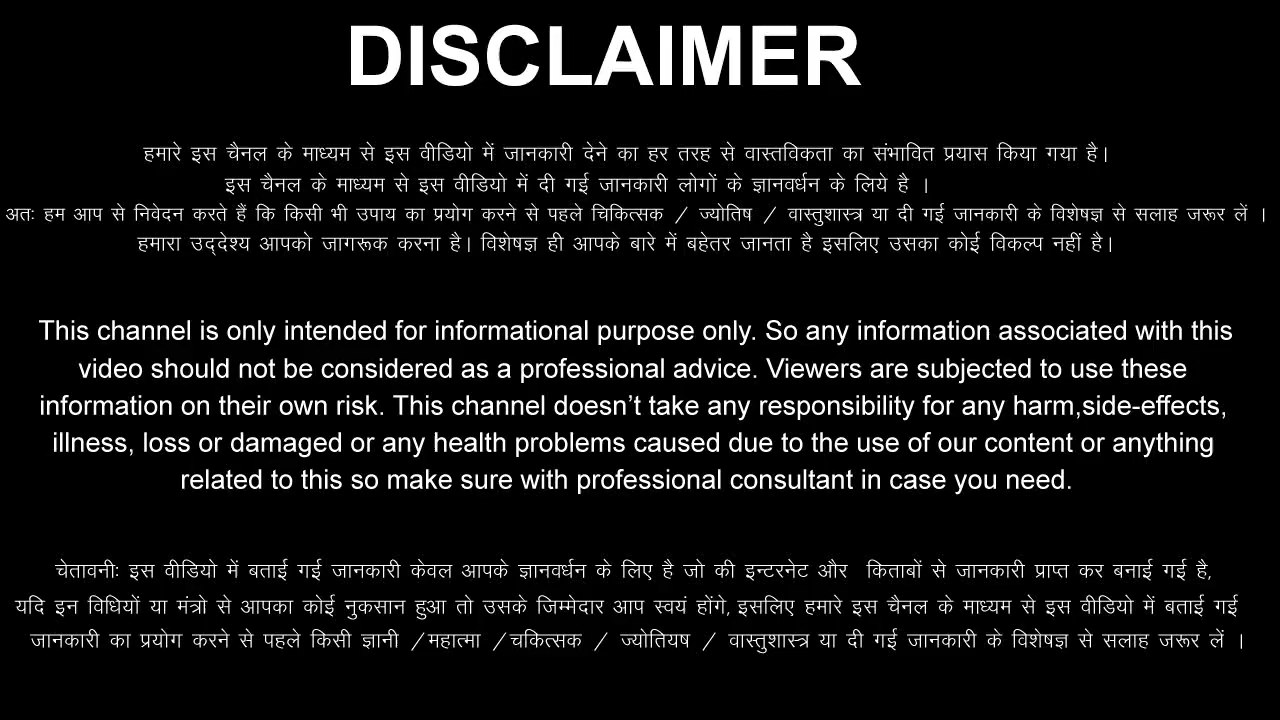 DISCLAIMER
हमारे इस चैनल के माध्यम से इस वीडियो में जानकारी देने का हर तरह से वास्तविकता का संभावित प्रयास किया गया है।
इस चैनल के माध्यम से इस वीडियो में दी गई जानकारी लोगों के ज्ञानवर्धन के लिये है ।
अतः हम आप से निवेदन करते हैं कि किसी भी उपाय का प्रयोग करने से पहले चिकित्सक / ज्योतिष / वास्तुशास्त्र या दी गई जानकारी के विशेषज्ञ से सलाह जरूर लें ।
हमारा उद्देश्य आपको जागरूक करना है। विशेषज्ञ ही आपके बारे में बहेतर जानता है इसलिए उसका कोई विकल्प नहीं है।
This channel is only intended for informational purpose only. So any information associated with this
video should not be considered as a professional advice. Viewers are subjected to use these
information on their own risk. This channel doesn’t take any responsibility for any harm,side-effects,
illness, loss or damaged or any health problems caused due to the use of our content or anything
related to this so make sure with professional consultant in case you need.
चेतावनीः इस वीडियो में बताई गई जानकारी केवल आपके ज्ञानवर्धन के लिए है जो की इन्टरनेट और किताबों से जानकारी प्राप्त कर बनाई गई है,
यदि इन विधियों या मंत्रो से आपका कोई नुकसान हुआ तो उसके जिम्मेदार आप स्वयं होंगे, इसलिए हमारे इस चैनल के माध्यम से इस वीडियो में बताई गई
जानकारी का प्रयोग करने से पहले किसी ज्ञानी /महात्मा /चकित्सक / ज्योतियष / वास्तुशास्त्र या दी गई जानकारी के विशेषज्ञ से सलाह जरूर लें ।